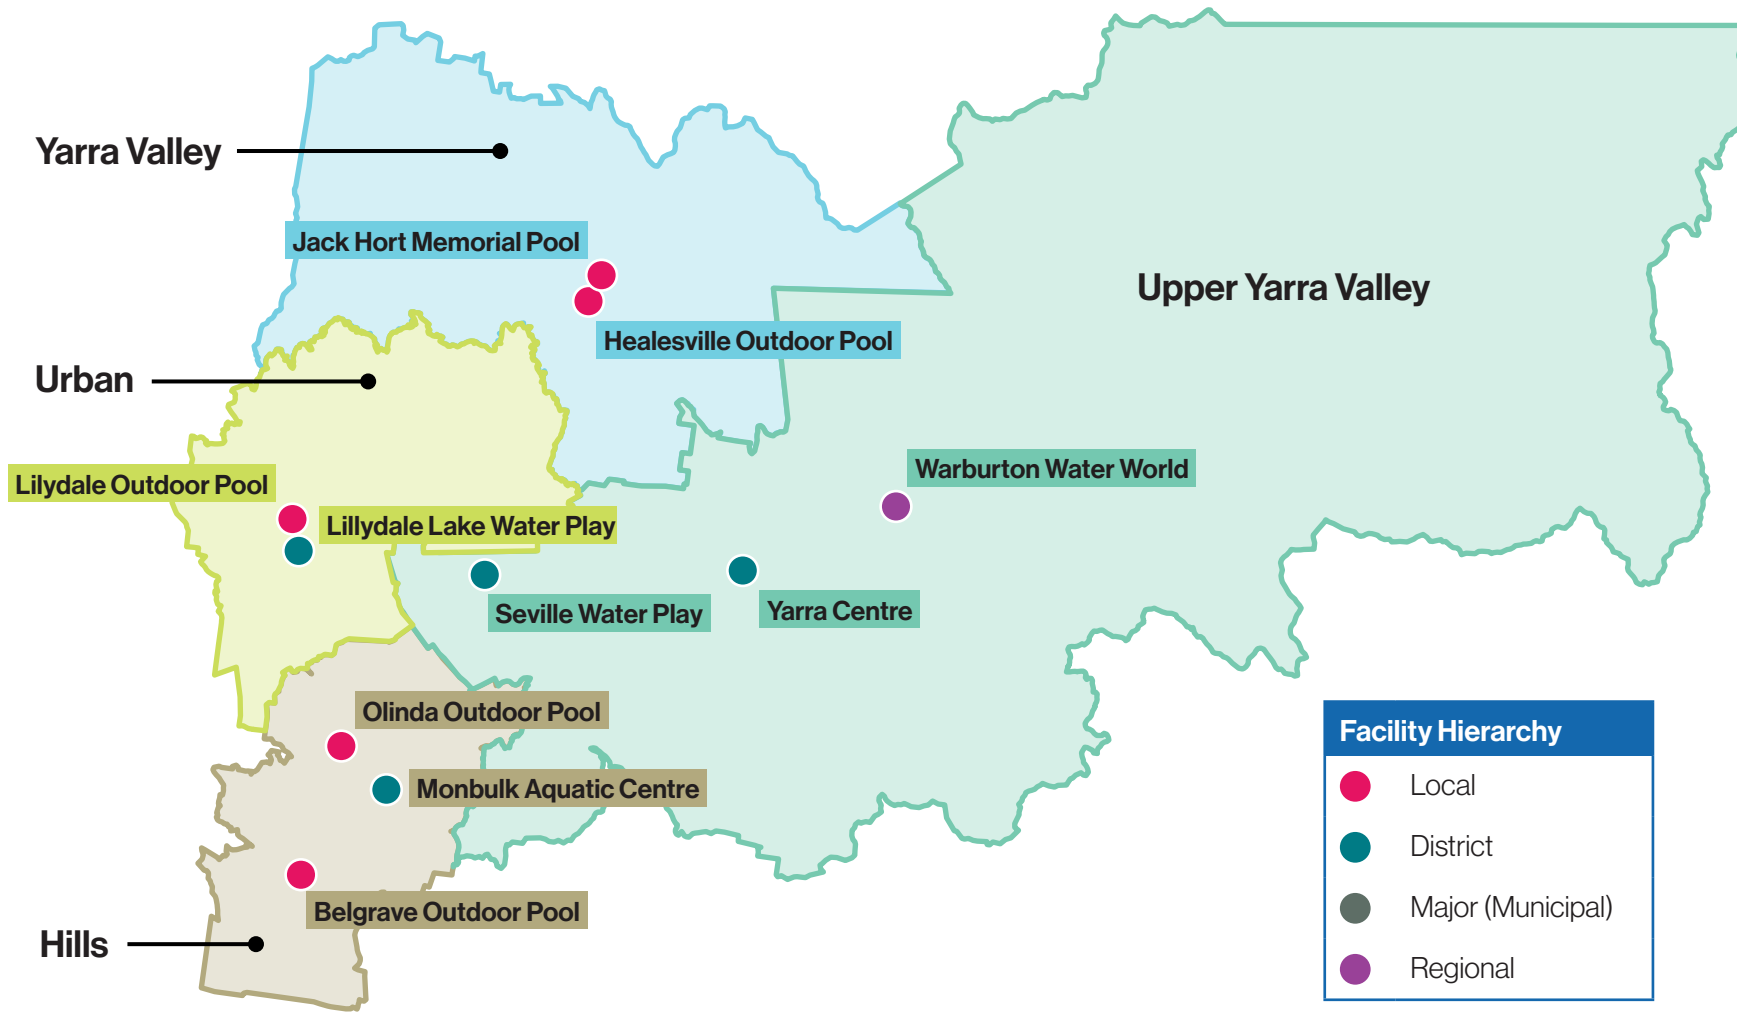 Yarra Valley
Jack Hort Memorial Pool
Upper Yarra Valley
Healesville Outdoor Pool
Urban
Warburton Water World
Lilydale Outdoor Pool
Lillydale Lake Water Play
Seville Water Play
Yarra Centre
Olinda Outdoor Pool
Monbulk Aquatic Centre
Belgrave Outdoor Pool
Hills
Facility Hierarchy
Local
District
Major (Municipal)
Regional